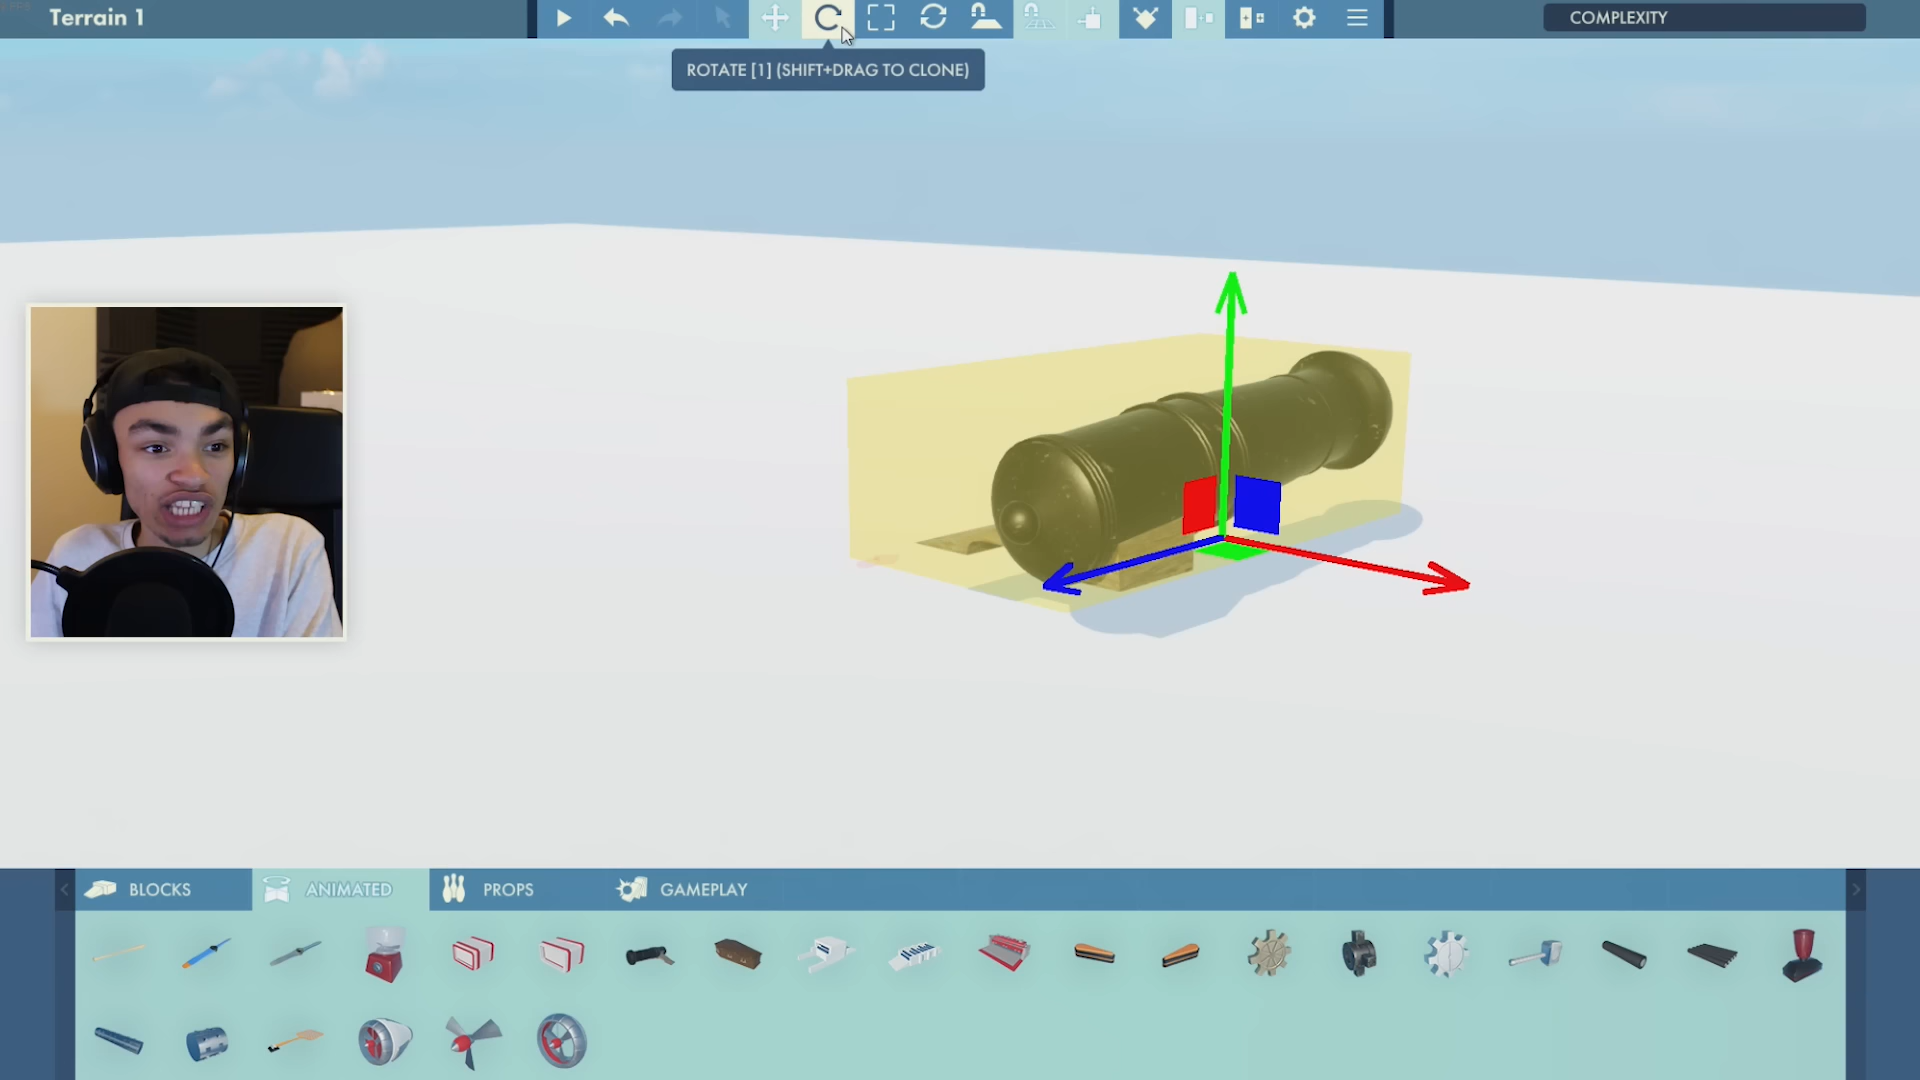 Terrain 1
COMPLEXITY
ROTATE [1] (SHIFT+DRAG TO CLONE)
BLOCKS
ANIMATED
PROPS
GAMEPLAY